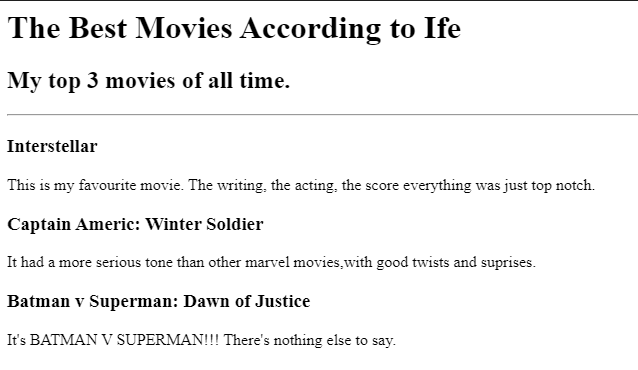 The Best Movies According to Ife
My top 3 movies of all time.
Interstellar
This is my favourite movie. The writing, the acting, the score everything was just top notch.
Captain Americ: Winter Soldier
It had a more serious tone than other marvel movies,with good twists and suprises.
Batman v Superman: Dawn of Justice
It's BATMAN V SUPERMAN!!! There's nothing else to say.